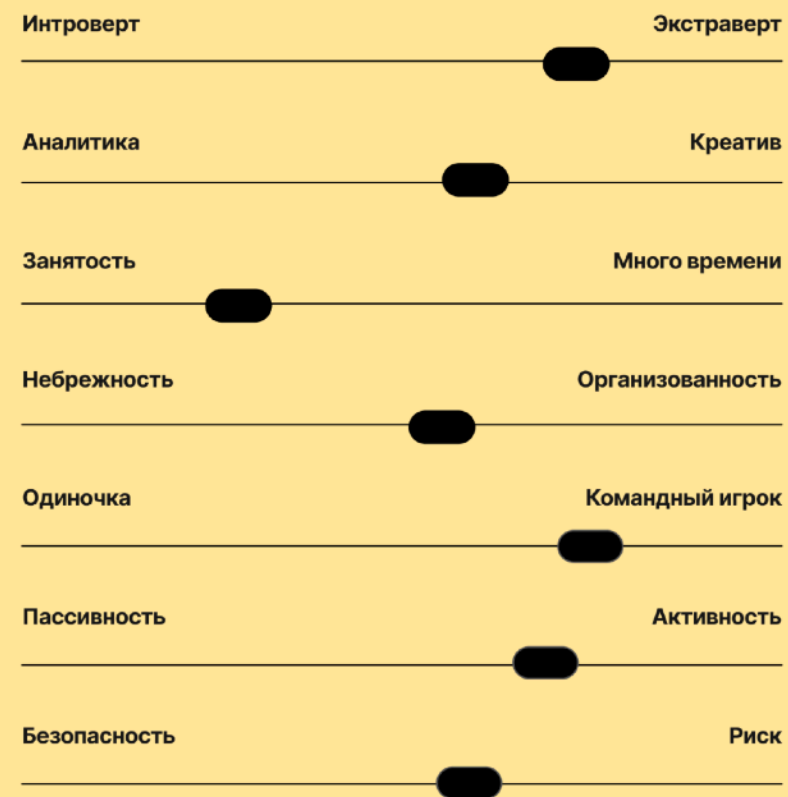 Интроверт Экстраверт
Аналитика Креатив
Занятость Много времени
Небрежность Организованность
Одиночка Командный игрок
Пассивность Активность
Безопасность Риск